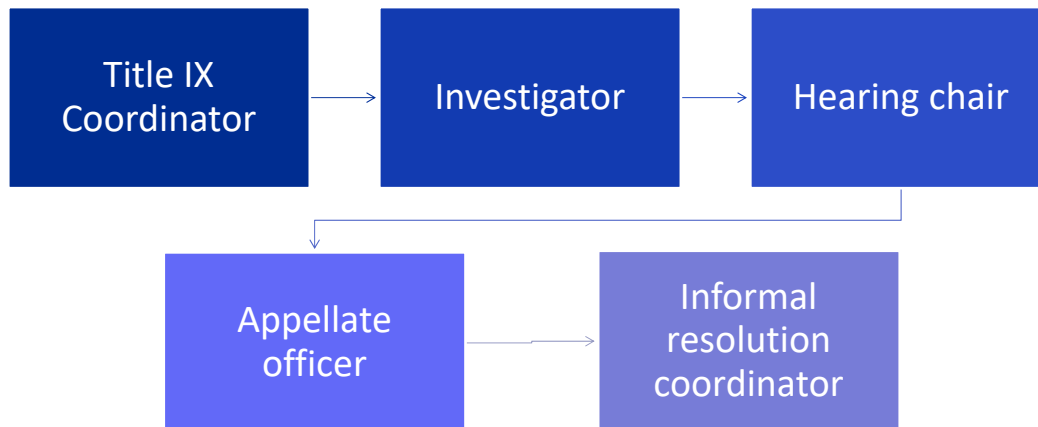 Title IX
Coordinator
Investigator
Hearing chair
Appellate
officer
Informal
resolution
coordinator